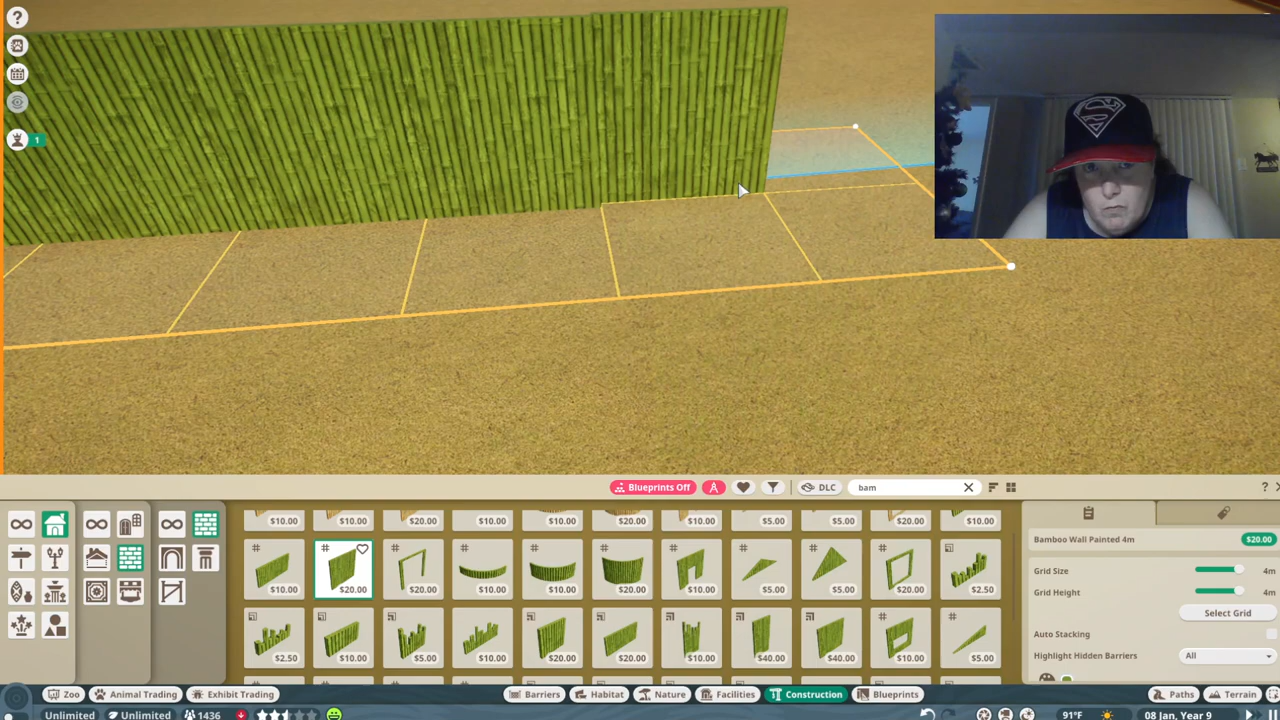 ?
1
Blueprints Off
DLC
bam
?
$10.00 $10.00 $20.00 $10.00 $10.00 $20.00 $10.00 $5.00 $5.00 $20.00 $10.00
$10.00 $20.00 $20.00 $10.00 $10.00 $20.00 $10.00 $5.00 $5.00 $20.00 $2.50
$2.50 $10.00 $5.00 $10.00 $20.00 $20.00 $10.00 $40.00 $40.00 $10.00 $5.00
Bamboo Wall Painted 4m $20.00
Grid Size 4m
Grid Height 4m
Select Grid
Auto Stacking
Highlight Hidden Barriers All
Zoo Animal Trading Exhibit Trading Barriers Habitat Nature Facilities Construction Blueprints Paths Terrain
Unlimited Unlimited 1436 91°F 08 Jan, Year 9